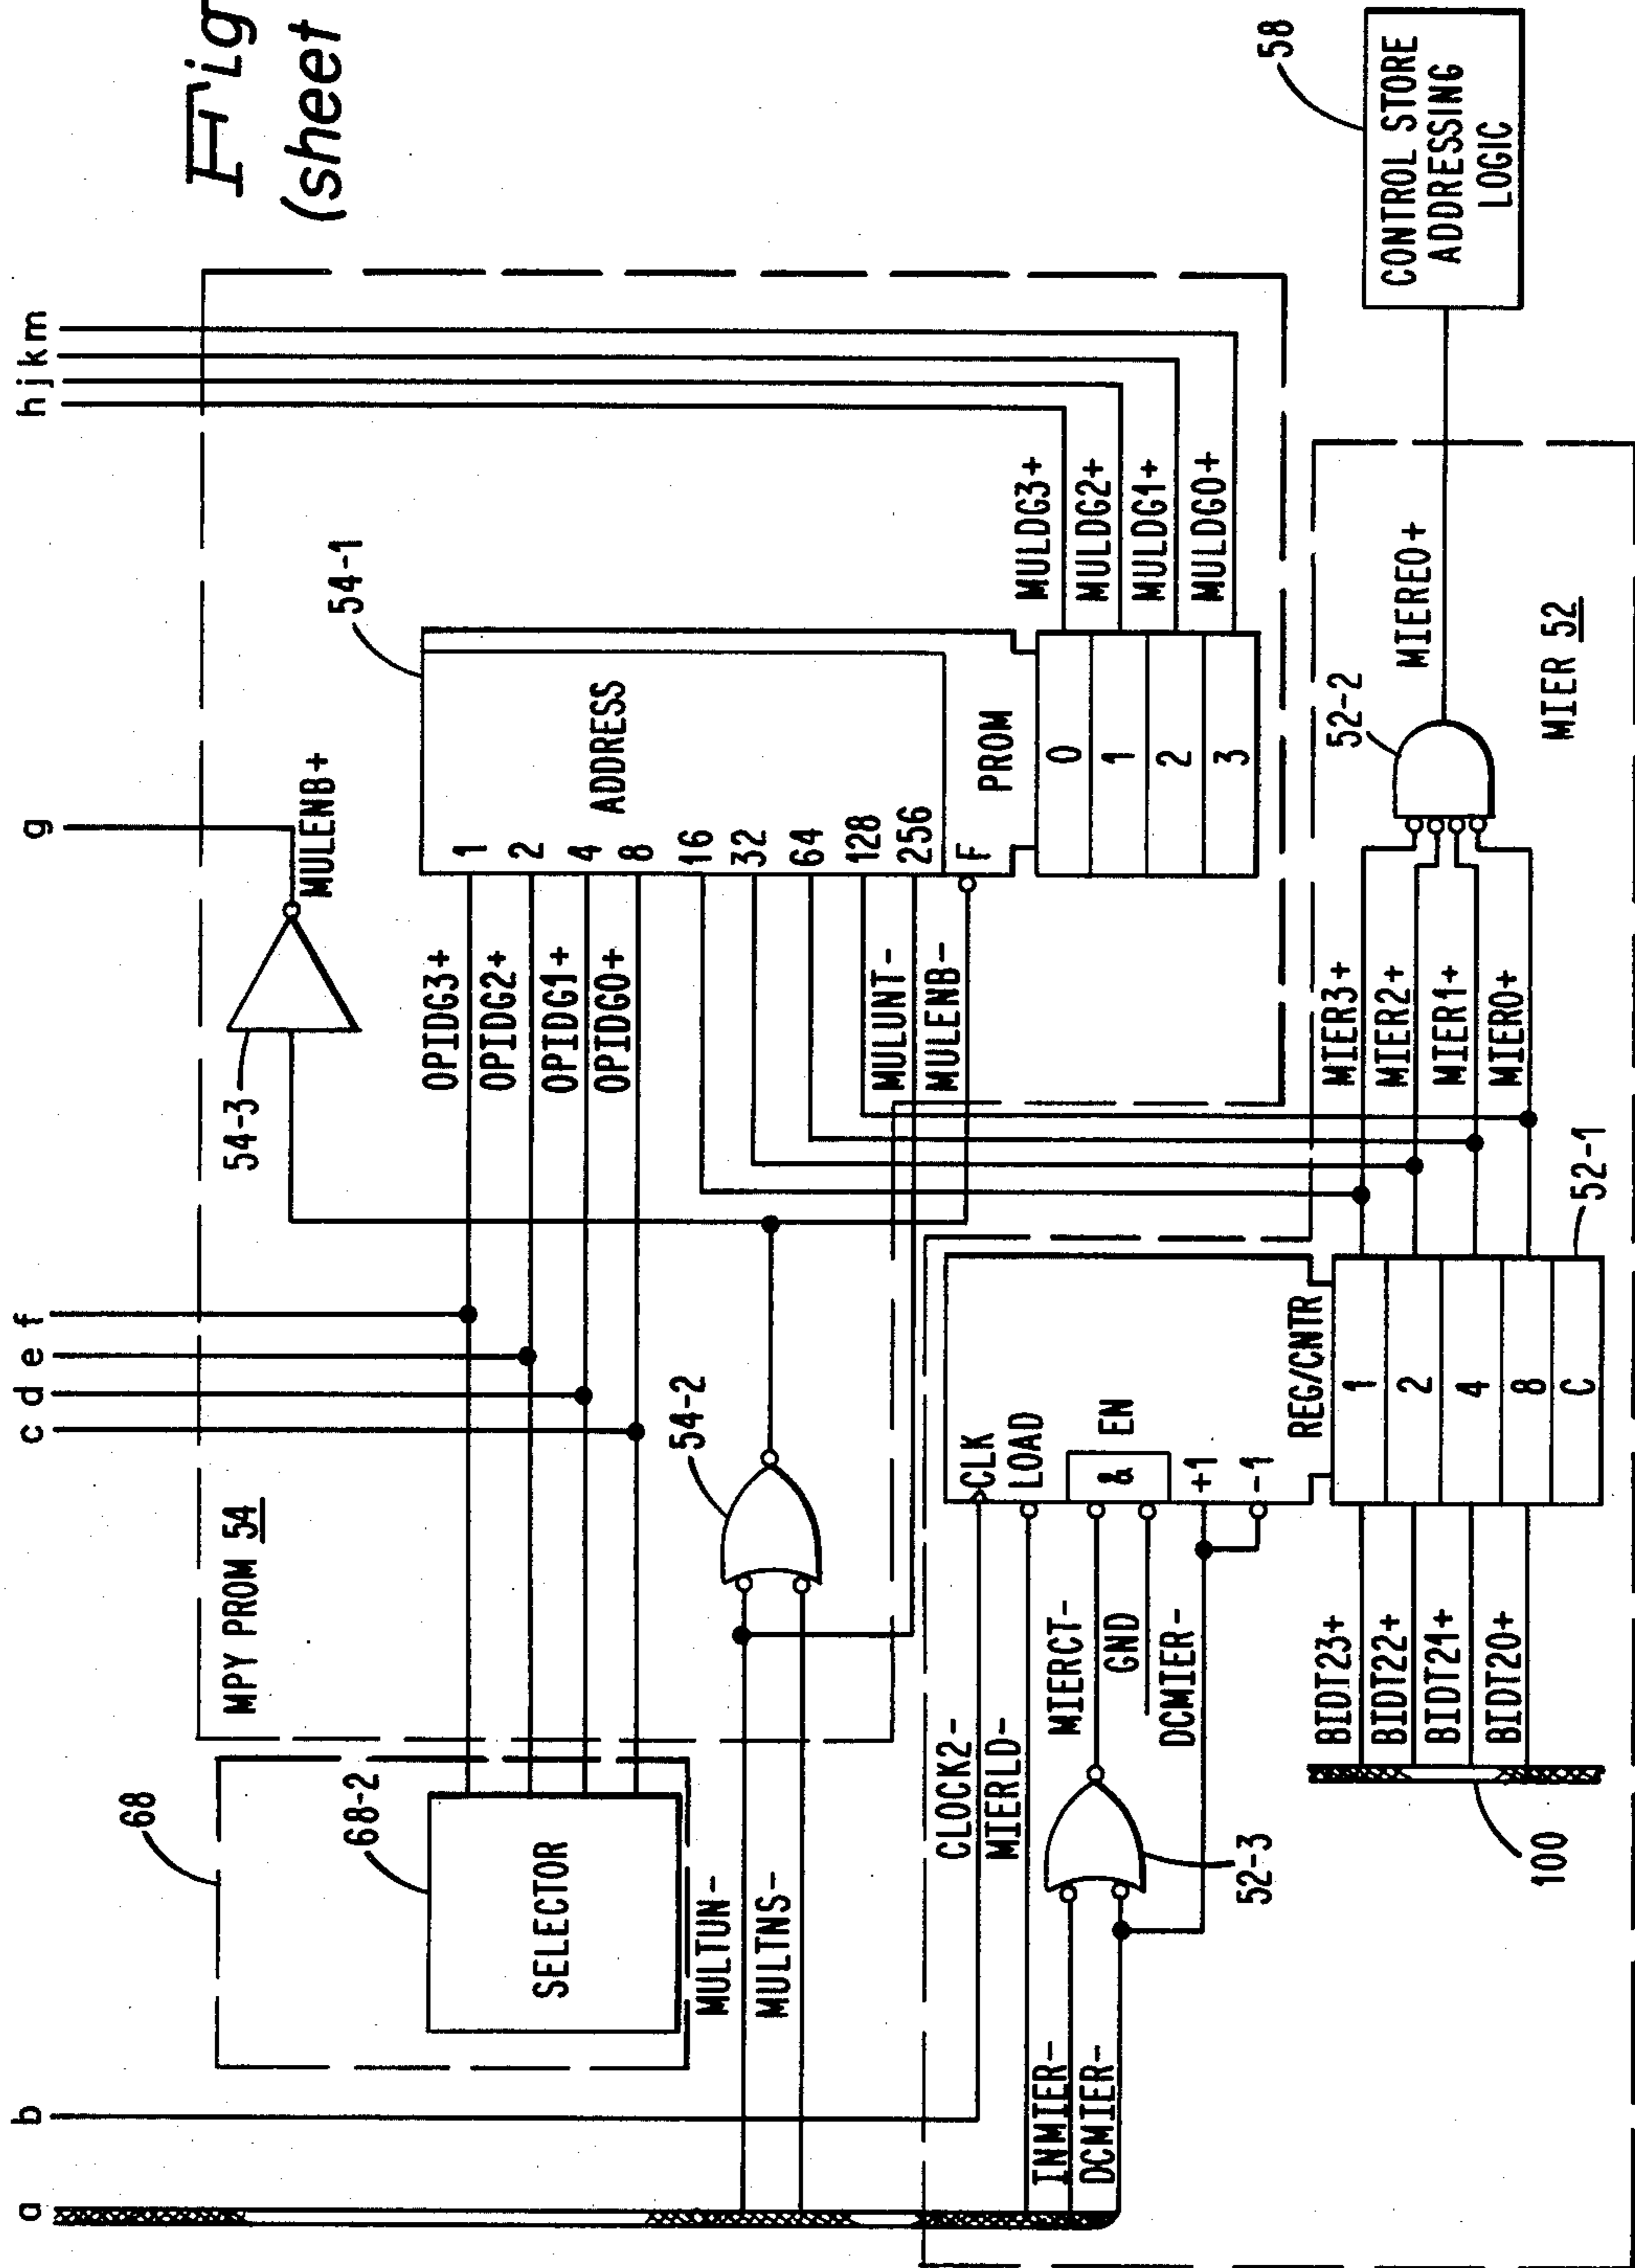 Fig
(sheet
a
b
c
d
e
f
g
h
j
k
m
68
68-2
SELECTOR
MPY PROM 54
54-3
MULENB+
54-1
ADDRESS
1
2
4
8
16
32
64
128
256
F
PROM
0
1
2
3
OPIDG3+
OPIDG2+
OPIDG1+
OPIDG0+
MULUNT-
MULENB-
MULDG3+
MULDG2+
MULDG1+
MULDG0+
54-2
MULTUN-
MULTNS-
CLOCK2-
MIERLD-
INMIER-
DCMIER-
52-3
MIERCT-
GND
DCMIER-
CLK
LOAD
&
EN
+1
-1
REG/CNTR
1
2
4
8
C
52-1
BIDT23+
BIDT22+
BIDT21+
BIDT20+
100
MIER3+
MIER2+
MIER1+
MIER0+
52-2
MIERE0+
MIER 52
58
CONTROL STORE
ADDRESSING
LOGIC